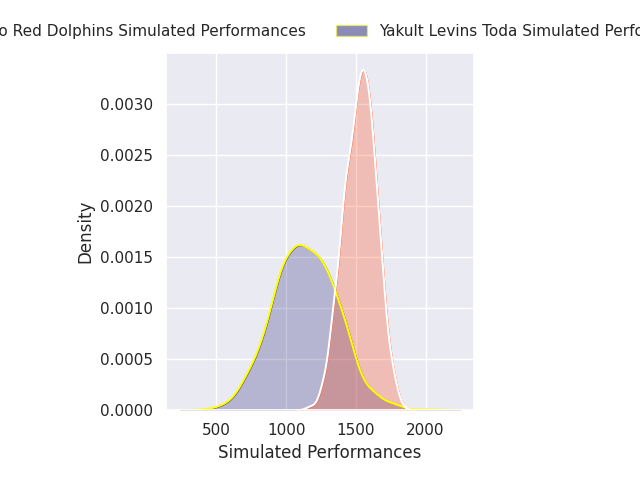 o Red Dolphins Simulated Performances
Yakult Levins Toda Simulated Perfo
0.0030
0.0025
0.0020
0.0015
0.0010
0.0005
0.0000
Density
500 1000 1500 2000
Simulated Performances